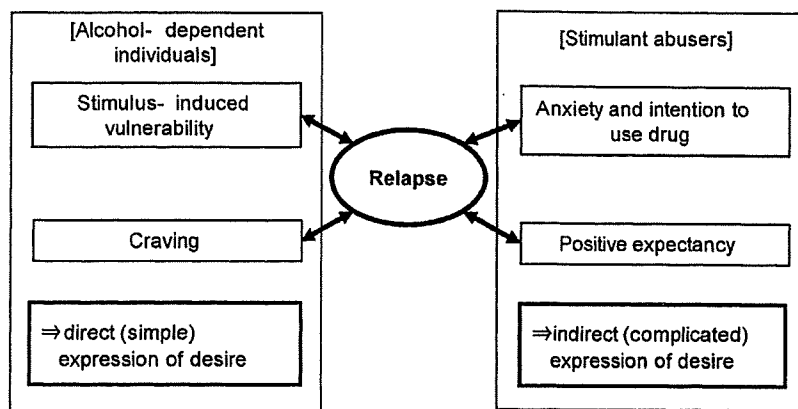 [Alcohol- dependent
individuals]
Stimulus- induced
vulnerability
Craving
⇒direct (simple)
expression of desire
Relapse
[Stimulant abusers]
Anxiety and intention to
use drug
Positive expectancy
⇒indirect (complicated)
expression of desire